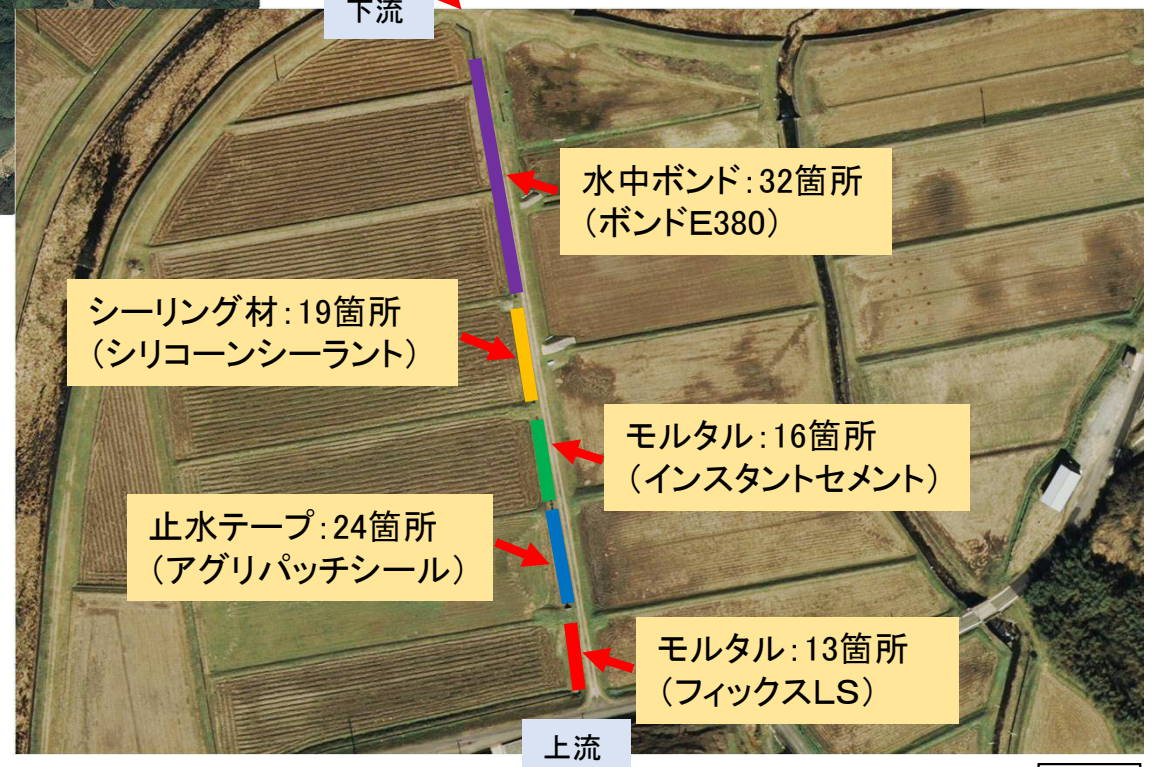 下流
水中ボンド：32箇所
（ボンドE380）
シーリング材：19箇所
（シリコーンシーラント）
モルタル：16箇所
（インスタントセメント）
止水テープ：24箇所
（アグリパッチシール）
モルタル：13箇所
（フィックスLS）
上流